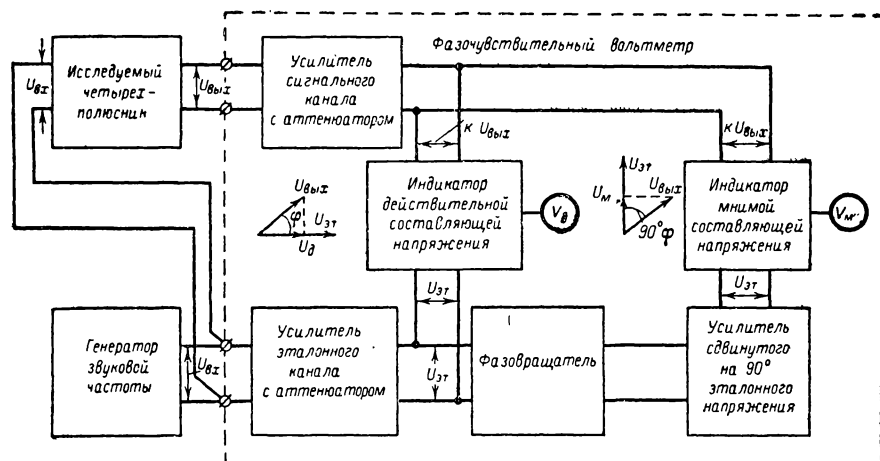 Фазочувствительный вольтметр
Исследуемый
четырех-
полюсник
Uвх
Uвых
Усилитель
сигнального
канала
с аттенюатором
к Uвых
к Uвых
Uвых
φ
Uэт
Uд
Индикатор
действительной
составляющей
напряжения
Vд
Uэт
Uм
Uвых
90°φ
Индикатор
мнимой
составляющей
напряжения
Vм
Uэт
Uэт
Генератор
звуковой
частоты
Uвх
Усилитель
эталонного
канала
с аттенюатором
Uэт
Фазовращатель
Усилитель
сдвинутого
на 90°
эталонного
напряжения